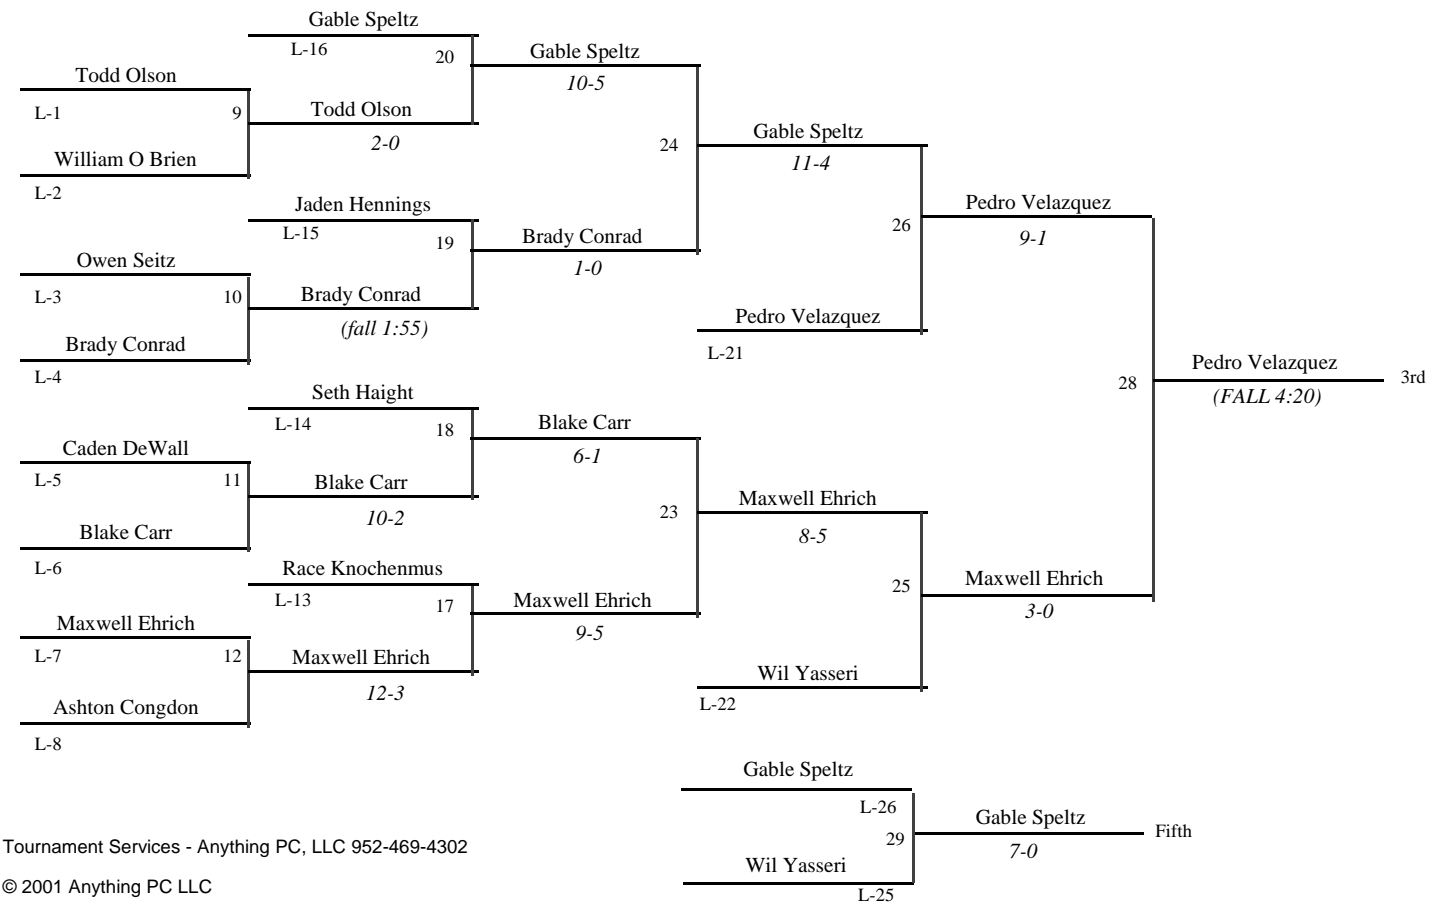 Gable Speltz
L-16
20
Gable Speltz
10-5
Todd Olson
L-1
9
Todd Olson
2-0
William O Brien
L-2
24
Gable Speltz
11-4
Jaden Hennings
L-15
19
Brady Conrad
1-0
Owen Seitz
L-3
10
Brady Conrad
(fall 1:55)
Brady Conrad
L-4
26
Pedro Velazquez
9-1
Pedro Velazquez
L-21
28
Pedro Velazquez
(FALL 4:20)
3rd
Seth Haight
L-14
18
Blake Carr
6-1
Caden DeWall
L-5
11
Blake Carr
10-2
Blake Carr
L-6
23
Maxwell Ehrich
8-5
Race Knochenmus
L-13
17
Maxwell Ehrich
9-5
25
Maxwell Ehrich
3-0
Maxwell Ehrich
L-7
12
Maxwell Ehrich
12-3
Ashton Congdon
L-8
Wil Yasseri
L-22
Gable Speltz
L-26
29
Gable Speltz
7-0
Fifth
Wil Yasseri
L-25
Tournament Services - Anything PC, LLC 952-469-4302
© 2001 Anything PC LLC